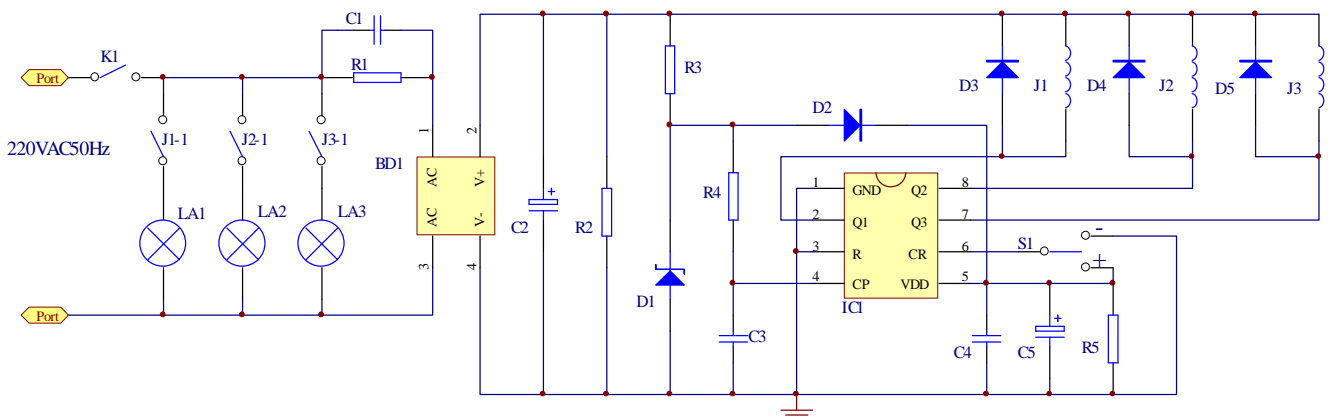 C1
K1
R1
Port
J1-1
J2-1
J3-1
220VAC50Hz
LA1
LA2
LA3
Port
BD1
1
2
AC
V+
AC
V-
3
4
C2
R2
R3
D1
R4
C3
D2
1
2
3
4
GND
Q1
R
CP
Q2
Q3
CR
VDD
8
7
6
5
IC1
D3
J1
D4
J2
D5
J3
S1
-
+
C4
+
C5
R5
+